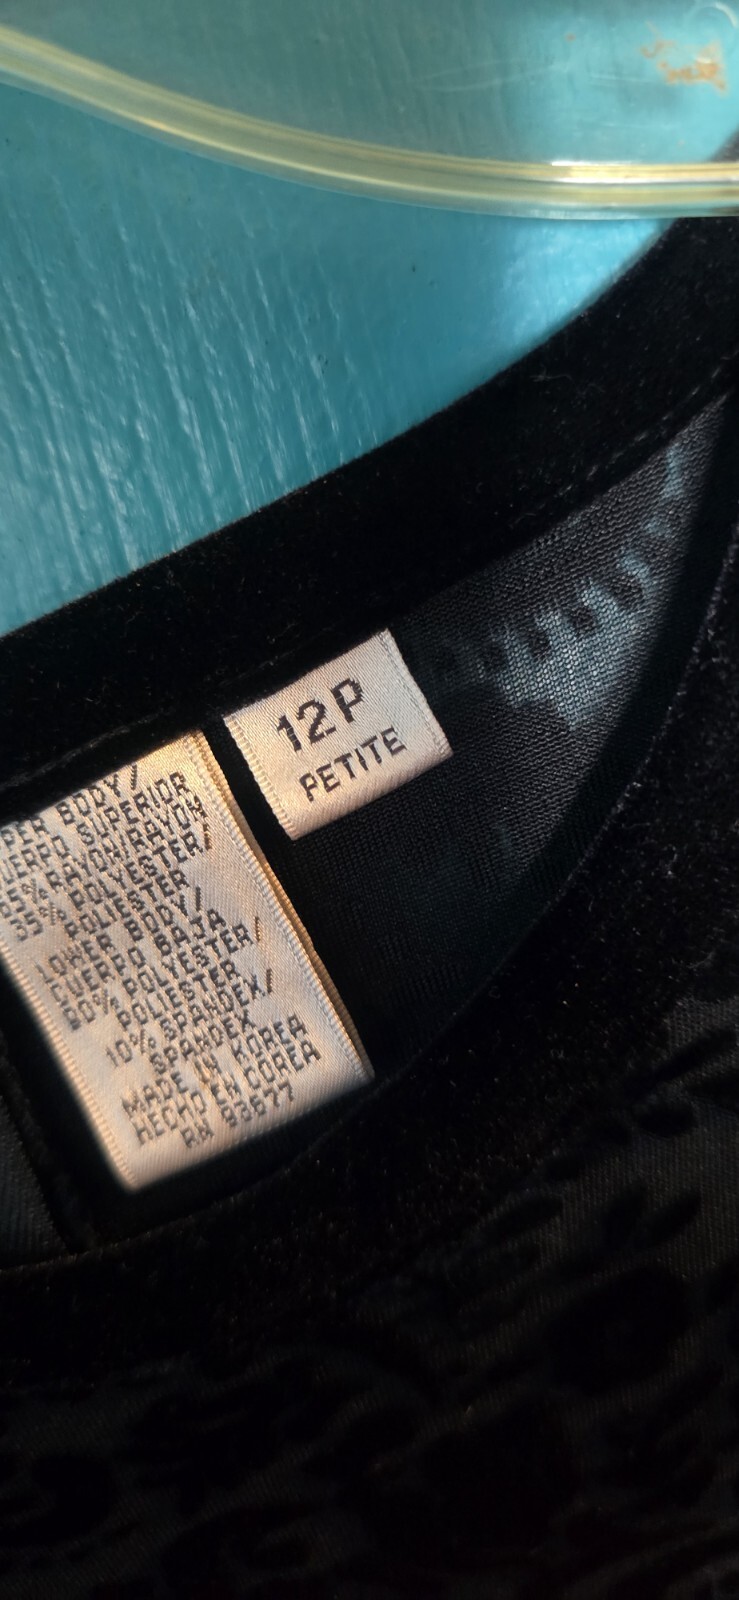 12P
PETITE
PER BODY/
UERPO SUPERIOR
65% RAYON/RAYON
35% POLYESTER/
POLIESTER
LOWER BODY/
CUERPO BAJA
90% POLYESTER/
POLIESTER
10% SPANDEX/
SPANDEX
MADE IN KOREA
HECHO EN COREA
RN 93677